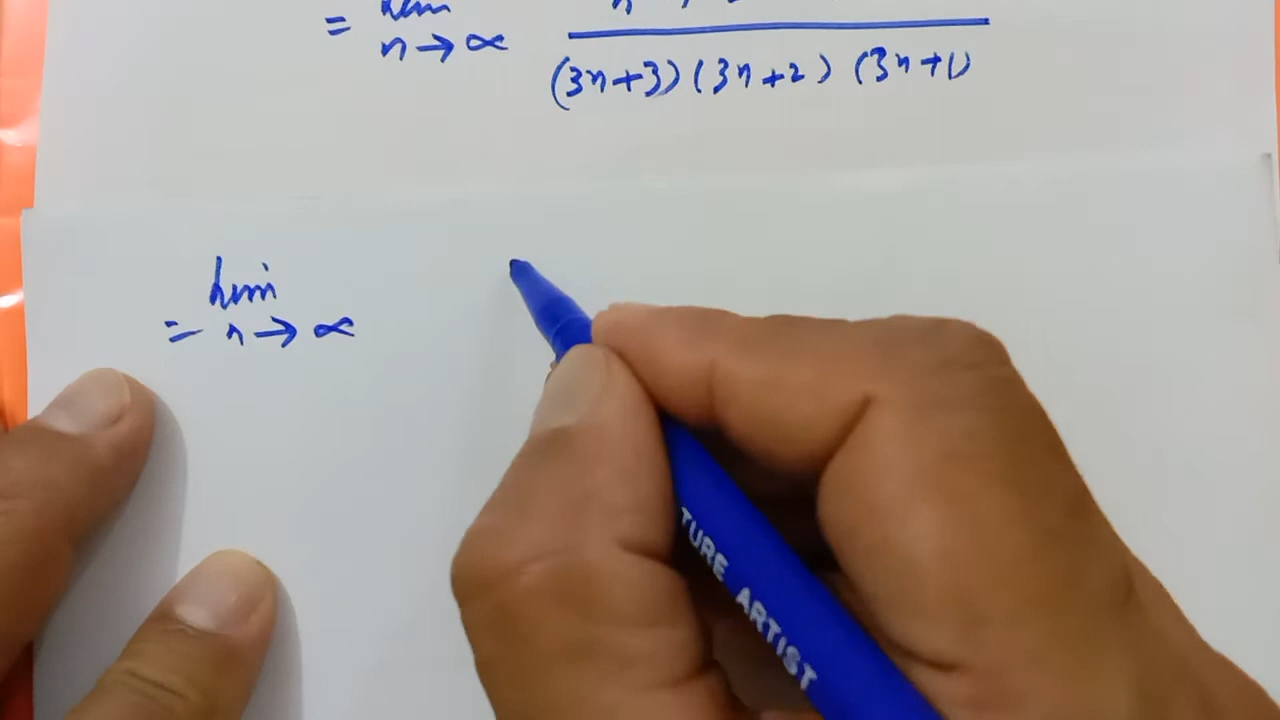 = lim
n → ∞
(3n+3)(3n+2)(3n+1)
lim
= n → ∞
TURE ARTIST